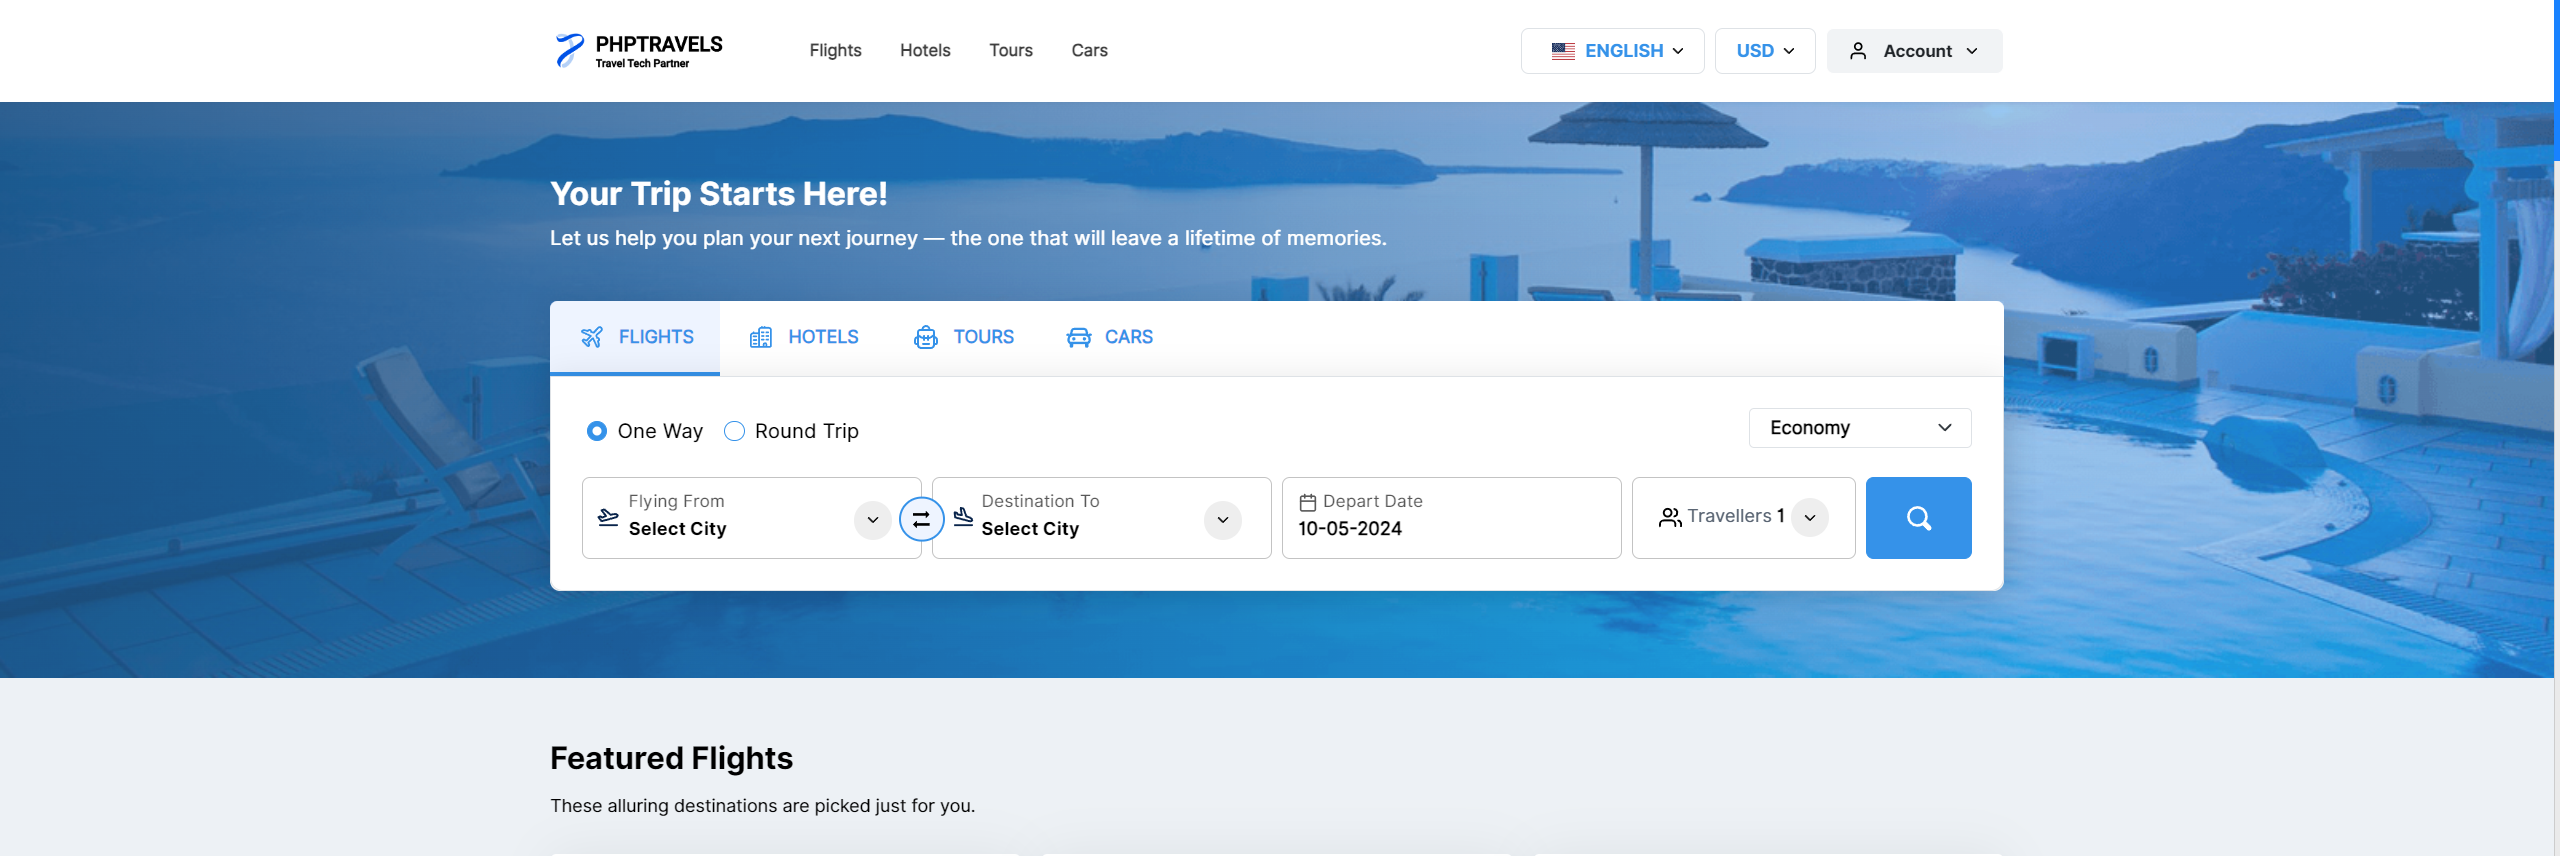 PHPTRAVELS
Travel Tech Partner
Flights
Hotels
Tours
Cars
ENGLISH
USD
Account
Your Trip Starts Here!
Let us help you plan your next journey — the one that will leave a lifetime of memories.
FLIGHTS
HOTELS
TOURS
CARS
One Way
Round Trip
Economy
Flying From
Select City
Destination To
Select City
Depart Date
10-05-2024
Travellers 1
Featured Flights
These alluring destinations are picked just for you.